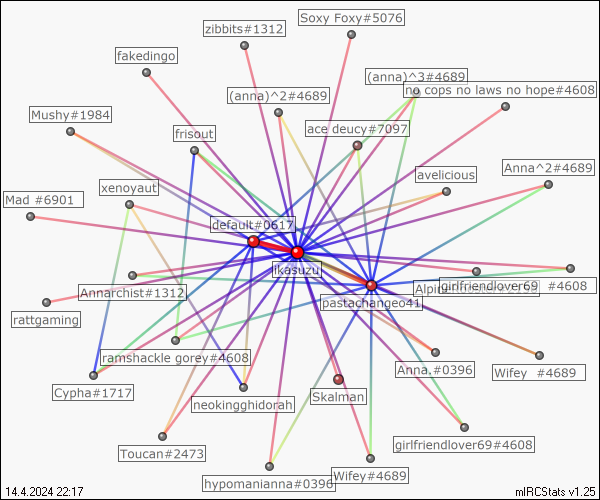 Soxy Foxy#5076
zibbits#1312
fakedingo
(anna)^3#4689
no cops no laws no hope#4608
(anna)^2#4689
Mushy#1984
frisout
ace deucy#7097
Anna^2#4689
avelicious
xenoyaut
Mad #6901
default#0617
likasuzu
girlfriendlover69 #4608
Annarchist#1312
pastachangeo41
rattgaming
ramshackle gorey#4608
Anna.#0396
Wifey #4689
Cypha#1717
neokingghidorah
Skalman
girlfriendlover69#4608
Toucan#2473
Wifey#4689
hypomanianna#0396
14.4.2024 22:17
mIRCStats v1.25